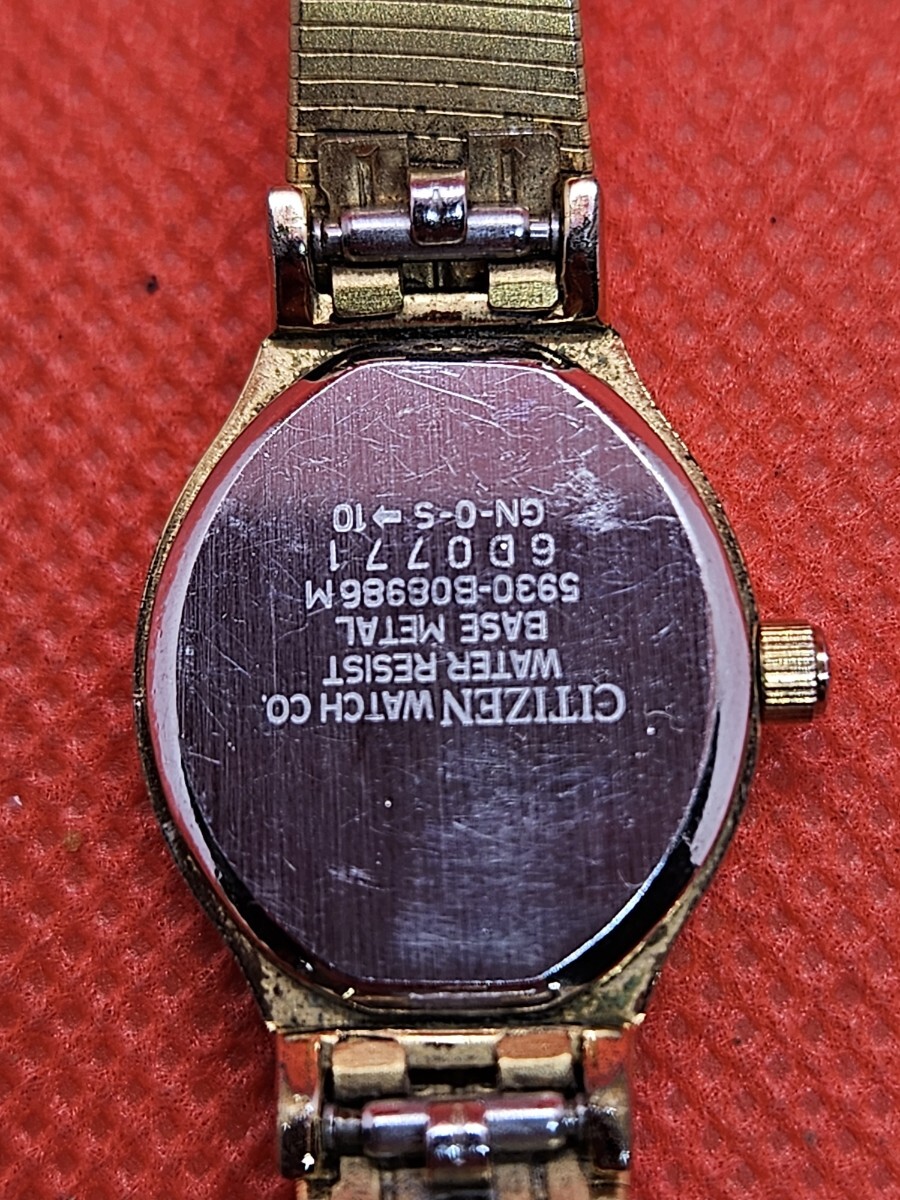 CITIZEN WATCH CO.
WATER RESIST
BASE METAL
5930-B08986 M
6D0771
GN-0-S → 10